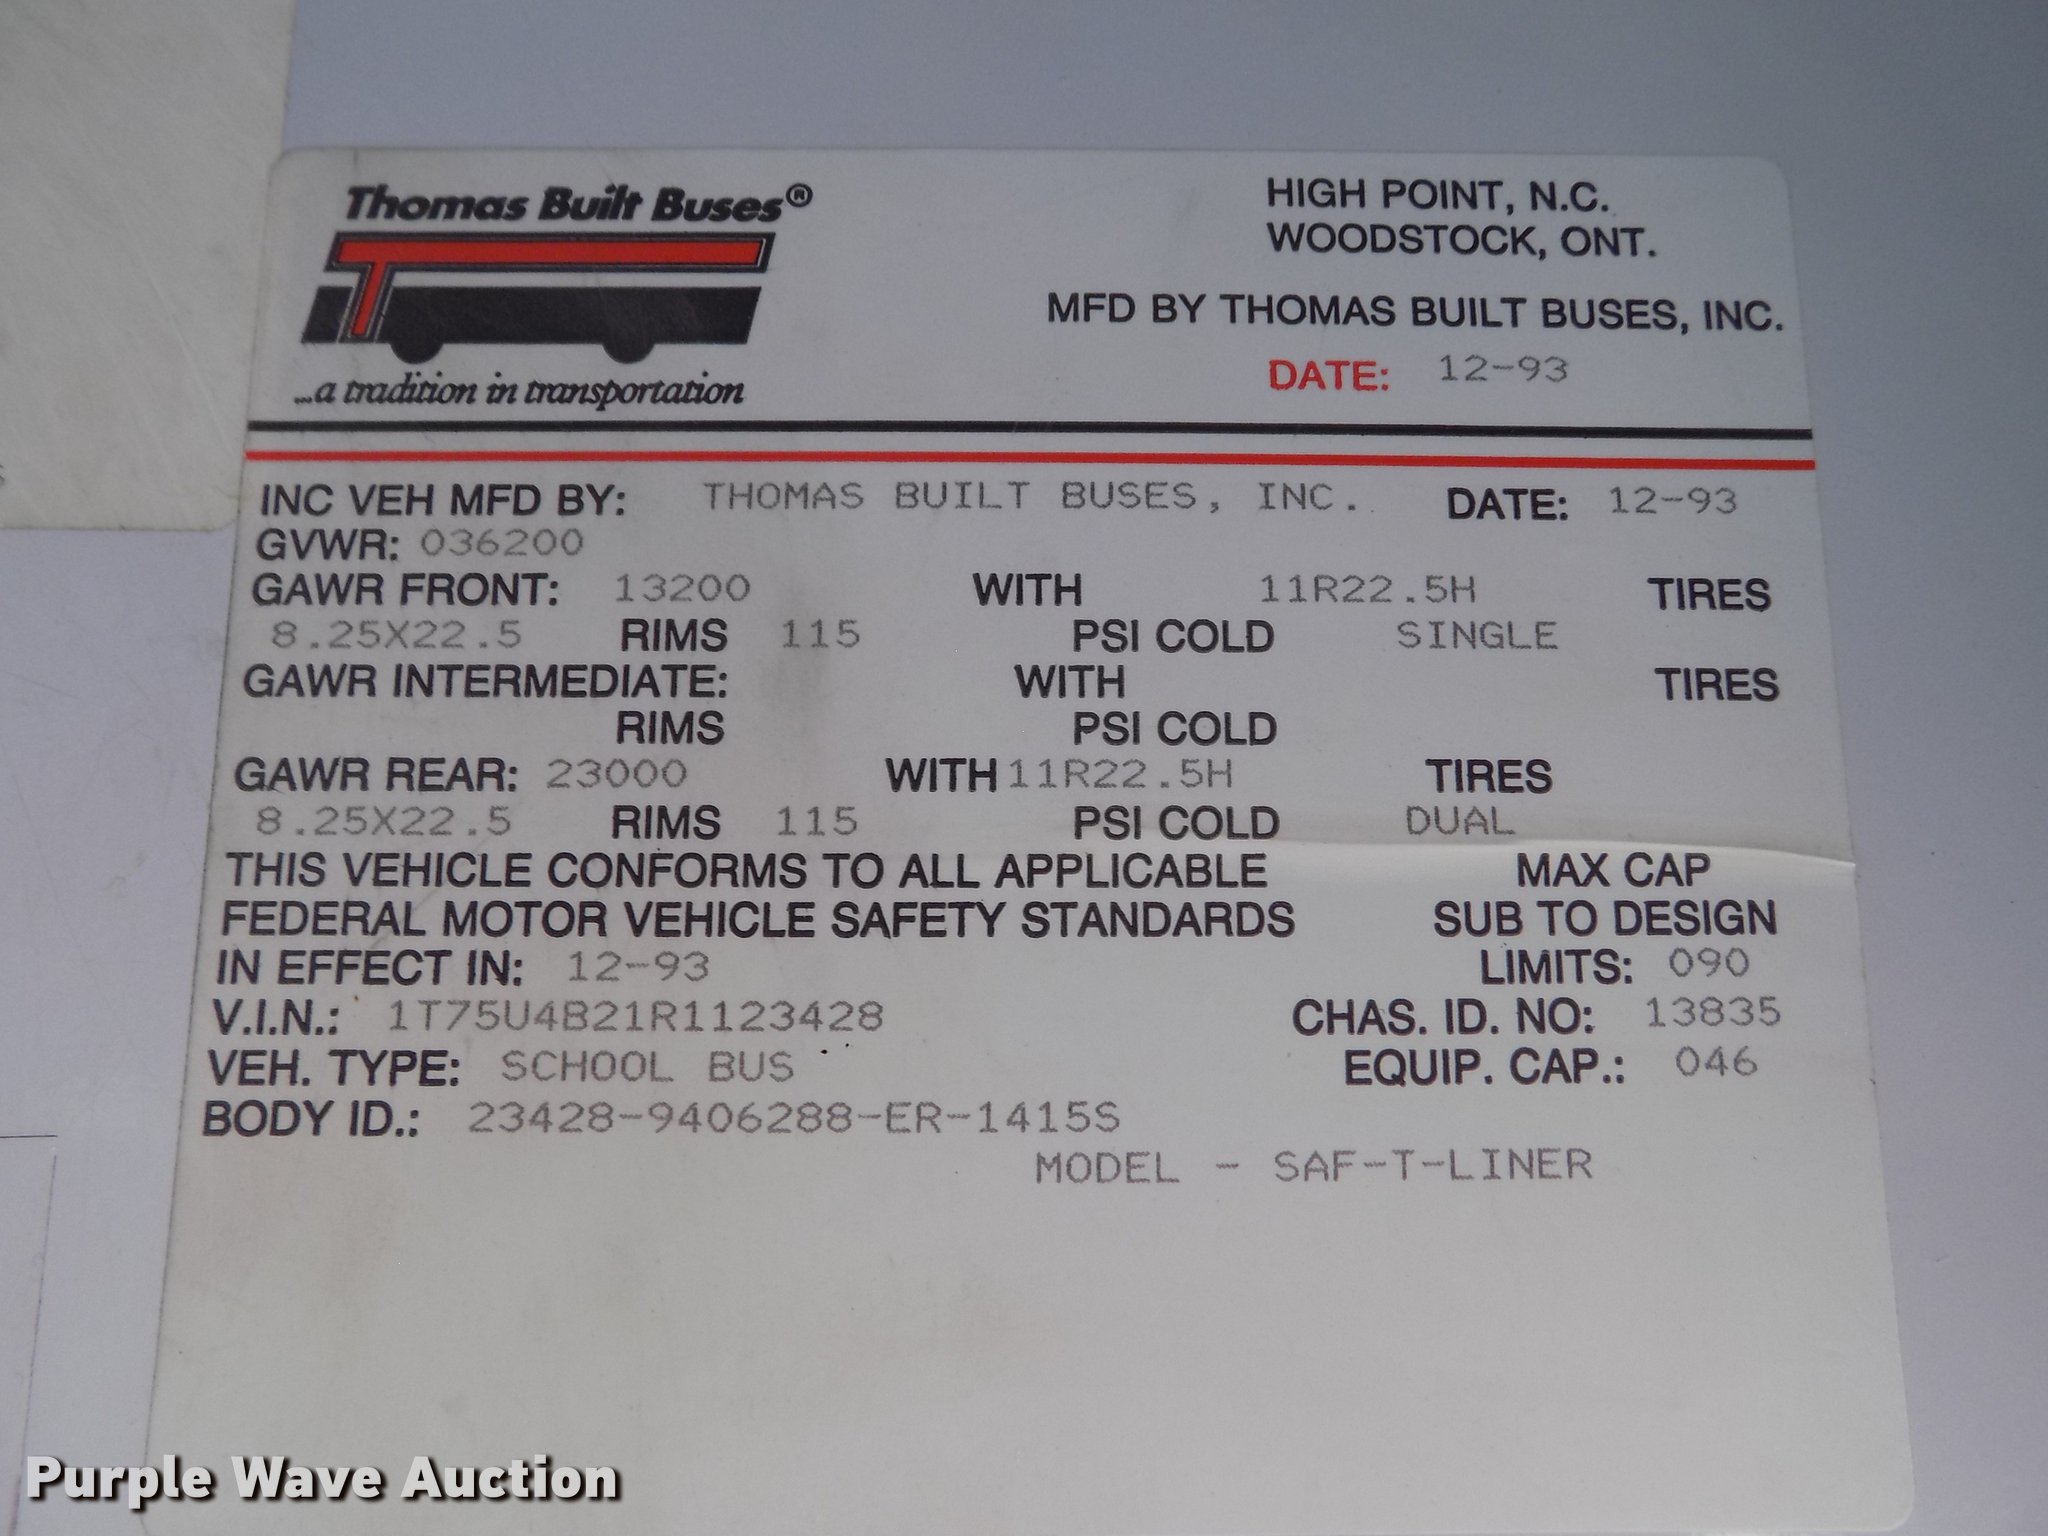 Thomas Built Buses®
...a tradition in transportation
HIGH POINT, N.C.
WOODSTOCK, ONT.
MFD BY THOMAS BUILT BUSES, INC.
DATE: 12-93
INC VEH MFD BY: THOMAS BUILT BUSES, INC. DATE: 12-93
GVWR: 036200
GAWR FRONT: 13200 WITH 11R22.5H TIRES
8.25X22.5 RIMS 115 PSI COLD SINGLE
GAWR INTERMEDIATE: WITH TIRES
RIMS PSI COLD
GAWR REAR: 23000 WITH 11R22.5H TIRES
8.25X22.5 RIMS 115 PSI COLD DUAL
THIS VEHICLE CONFORMS TO ALL APPLICABLE MAX CAP
FEDERAL MOTOR VEHICLE SAFETY STANDARDS SUB TO DESIGN
IN EFFECT IN: 12-93 LIMITS: 090
V.I.N.: 1T75U4B21R1123428 CHAS. ID. NO: 13835
VEH. TYPE: SCHOOL BUS EQUIP. CAP.: 046
BODY ID.: 23428-9406288-ER-1415S
MODEL - SAF-T-LINER
Purple Wave Auction